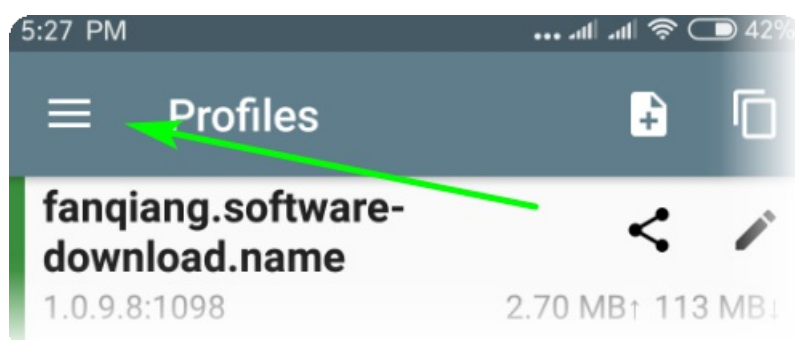 5:27 PM 42%
Profiles
fanqiang.software-
download.name
1.0.9.8:1098 2.70 MB↑ 113 MB↓